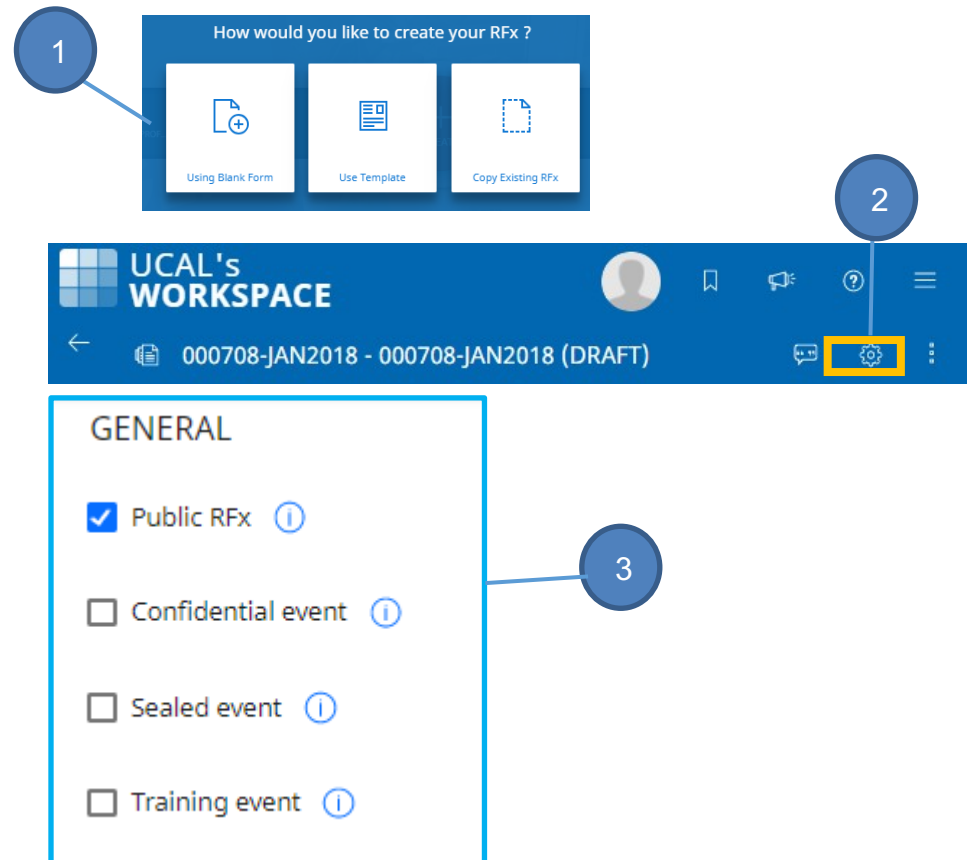 1
How would you like to create your RFx ?
Using Blank Form
Use Template
Copy Existing RFx
2
UCAL's
WORKSPACE
000708-JAN2018 - 000708-JAN2018 (DRAFT)
GENERAL
Public RFx
Confidential event
3
Sealed event
Training event